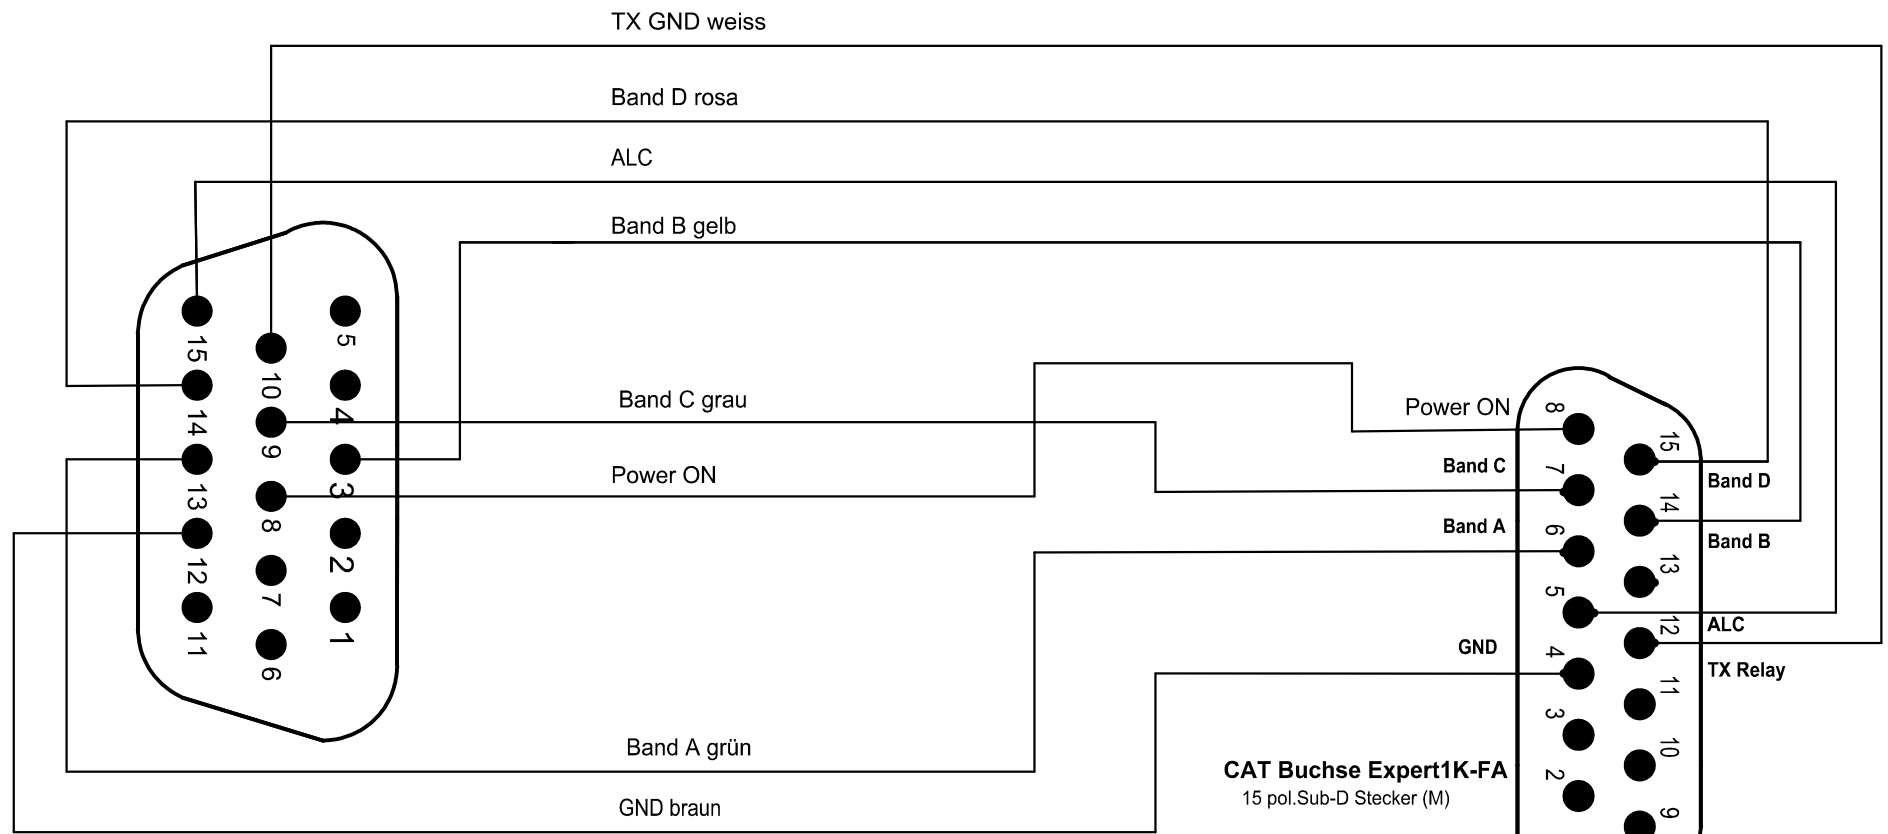 TX GND weiss
Band D rosa
ALC
Band B gelb
15
5
10
14
4
9
13
3
8
12
2
7
11
1
6
Band C grau
Power ON
Band A grün
GND braun
Power ON
8
15
Band C
7
Band D
14
Band A
6
Band B
13
5
12
ALC
GND
4
TX Relay
11
3
10
CAT Buchse Expert1K-FA
2
15 pol.Sub-D Stecker (M)
9